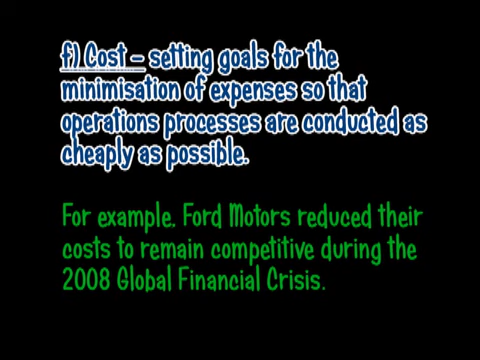 f) Cost – setting goals for the
minimisation of expenses so that
operations processes are conducted as
cheaply as possible.
For example. Ford Motors reduced their
costs to remain competitive during the
2008 Global Financial Crisis.